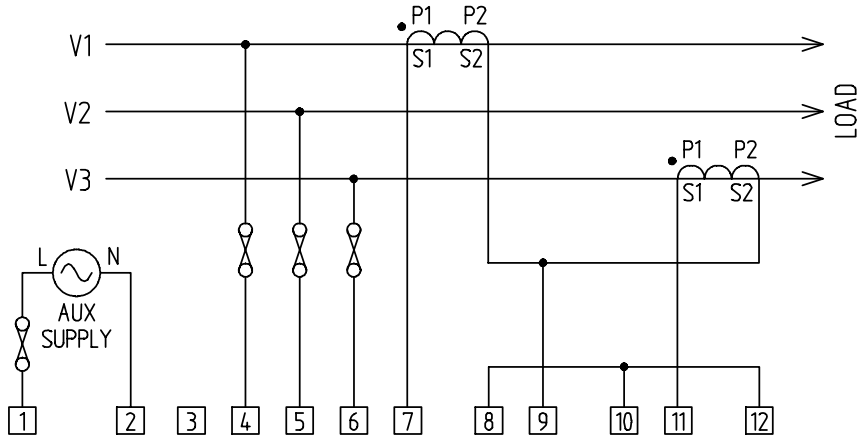 P1 P2
V1
S1 S2
V2
LOAD
P1 P2
V3
S1 S2
L N
AUX
SUPPLY
1 2 3 4 5 6 7 8 9 10 11 12